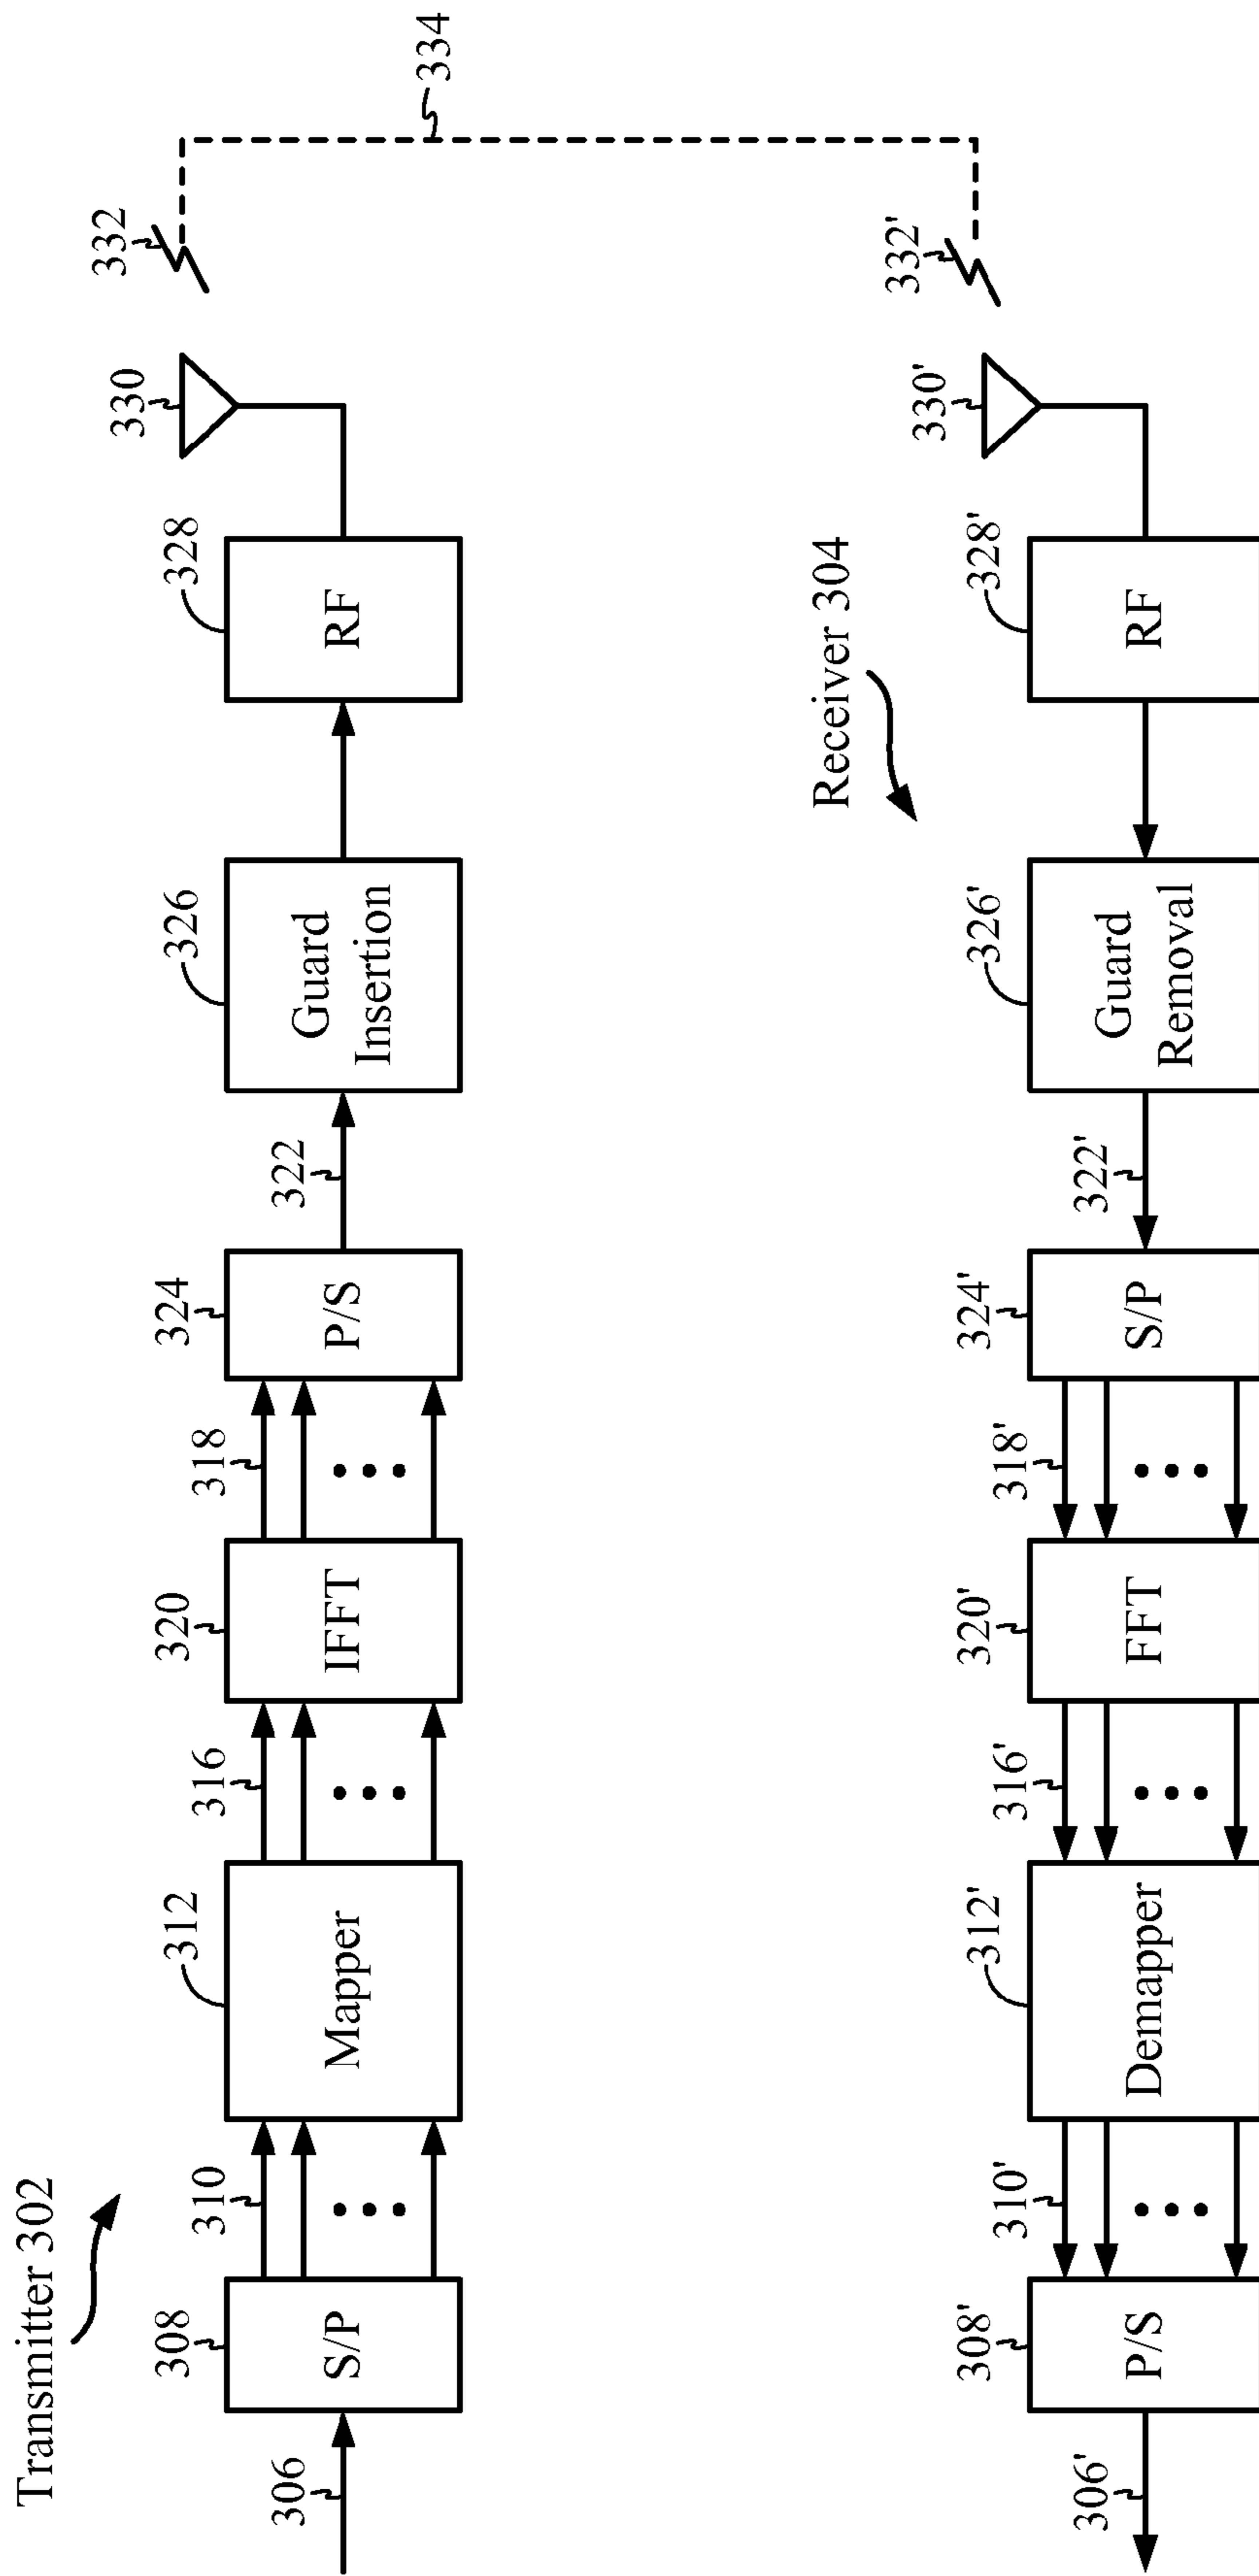 Transmitter 302
306
308
S/P
310
312
Mapper
316
320
IFFT
318
324
P/S
322
326
Guard
Insertion
328
RF
330
332
334
Receiver 304
306'
308'
P/S
310'
312'
Demapper
316'
320'
FFT
318'
324'
S/P
322'
326'
Guard
Removal
328'
RF
330'
332'